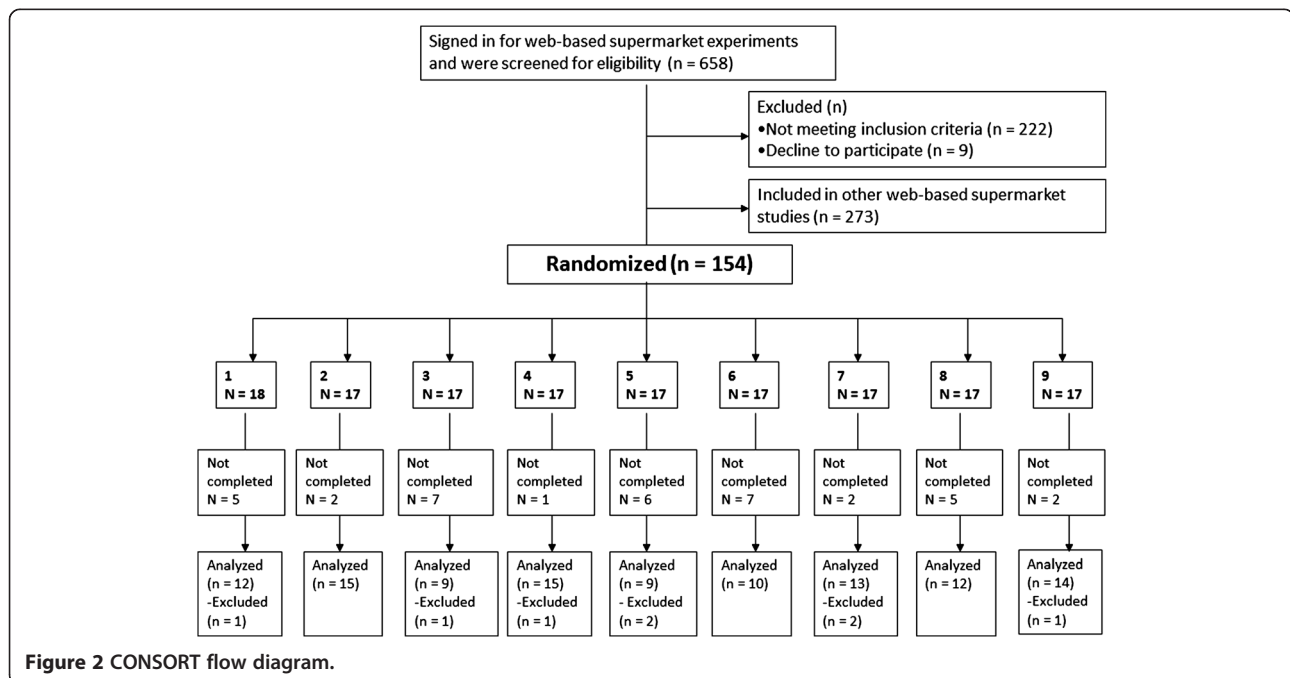 Signed in for web-based supermarket experiments
and were screened for eligibility (n = 658)
Excluded (n)
•Not meeting inclusion criteria (n = 222)
•Decline to participate (n = 9)
Included in other web-based supermarket
studies (n = 273)
Randomized (n = 154)
1
N = 18
2
N = 17
3
N = 17
4
N = 17
5
N = 17
6
N = 17
7
N = 17
8
N = 17
9
N = 17
Not
completed
N = 5
Not
completed
N = 2
Not
completed
N = 7
Not
completed
N = 1
Not
completed
N = 6
Not
completed
N = 7
Not
completed
N = 2
Not
completed
N = 5
Not
completed
N = 2
Analyzed
(n = 12)
-Excluded
(n = 1)
Analyzed
(n = 15)
Analyzed
(n = 9)
-Excluded
(n = 1)
Analyzed
(n = 15)
-Excluded
(n = 1)
Analyzed
(n = 9)
- Excluded
(n = 2)
Analyzed
(n = 10)
Analyzed
(n = 13)
-Excluded
(n = 2)
Analyzed
(n = 12)
Analyzed
(n = 14)
-Excluded
(n = 1)
Figure 2 CONSORT flow diagram.